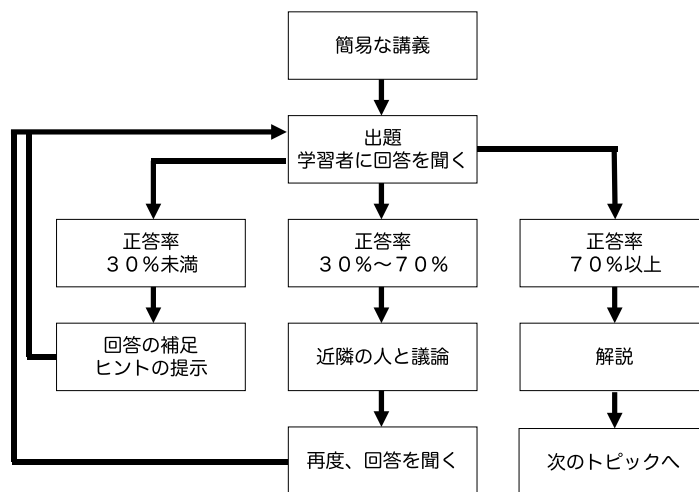 簡易な講義
出題
学習者に回答を聞く
正答率
３０％未満
正答率
３０％～７０％
正答率
７０％以上
回答の補足
ヒントの提示
近隣の人と議論
解説
再度、回答を聞く
次のトピックへ